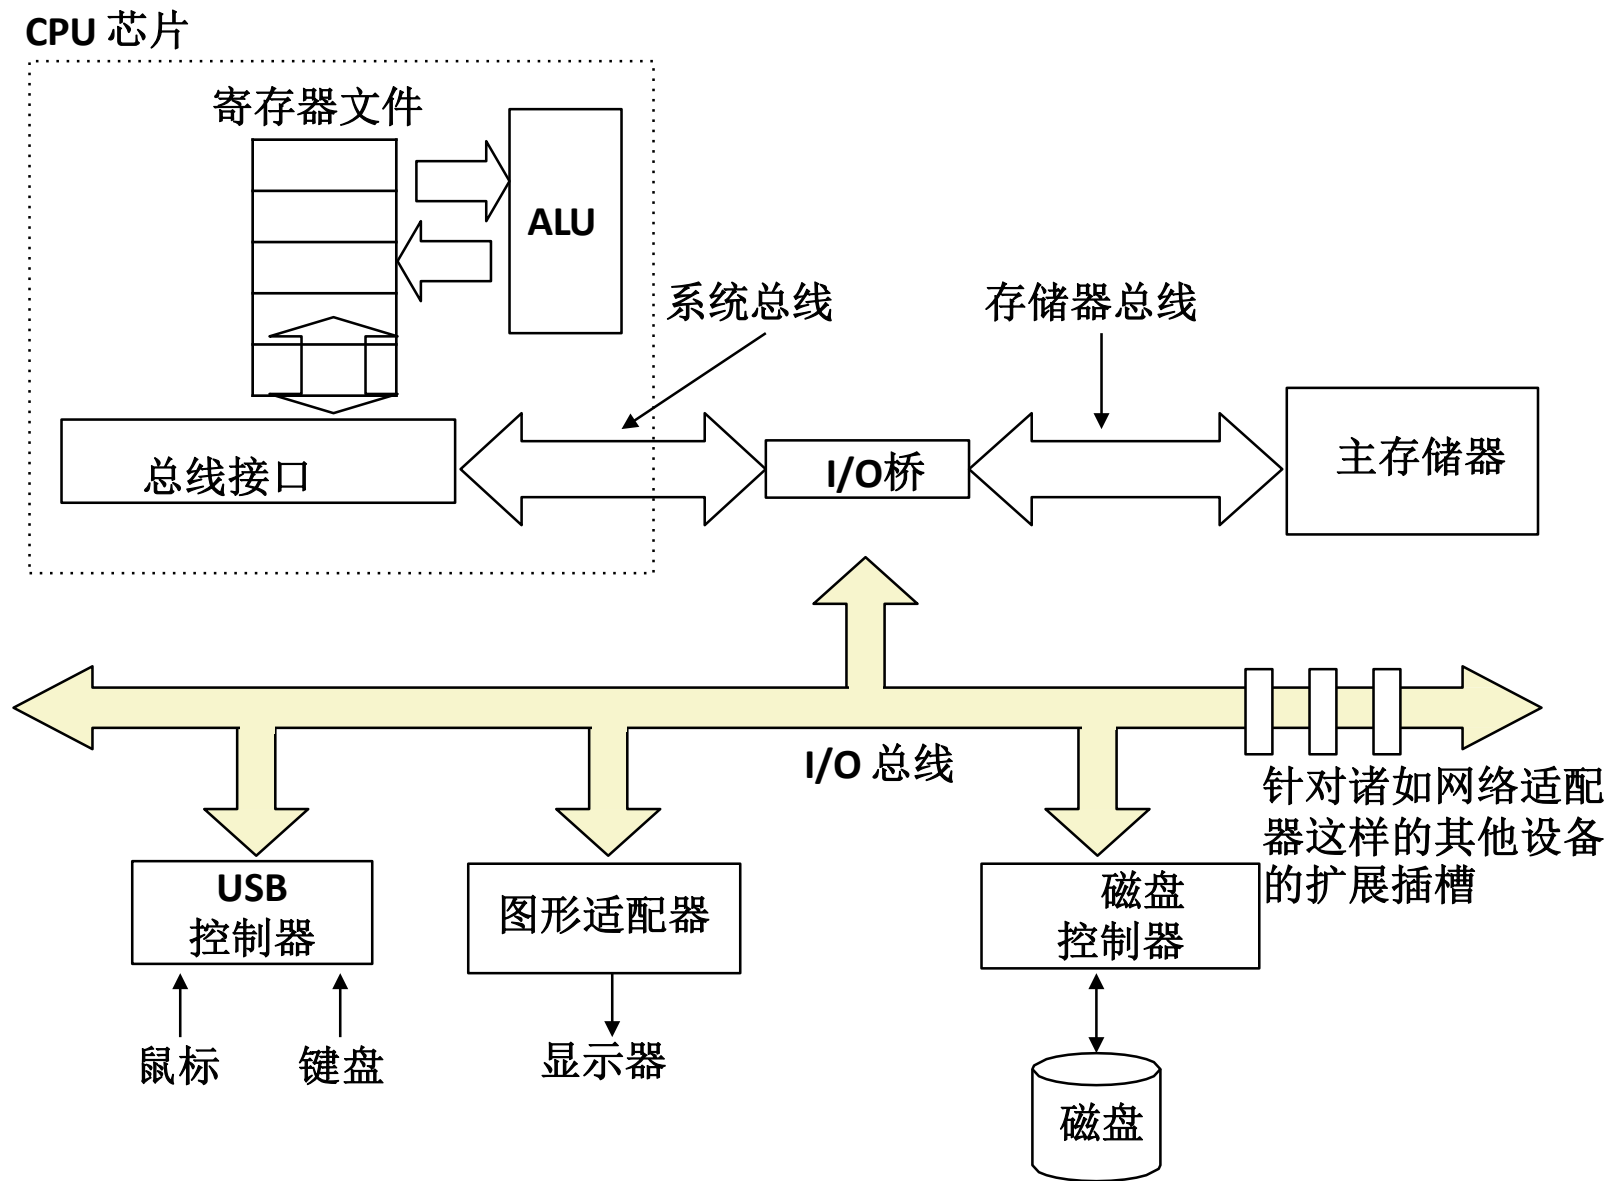 CPU 芯片
寄存器文件
ALU
系统总线
存储器总线
总线接口
I/O桥
主存储器
I/O 总线
针对诸如网络适配
器这样的其他设备
的扩展插槽
USB
控制器
图形适配器
磁盘
控制器
鼠标
键盘
显示器
磁盘